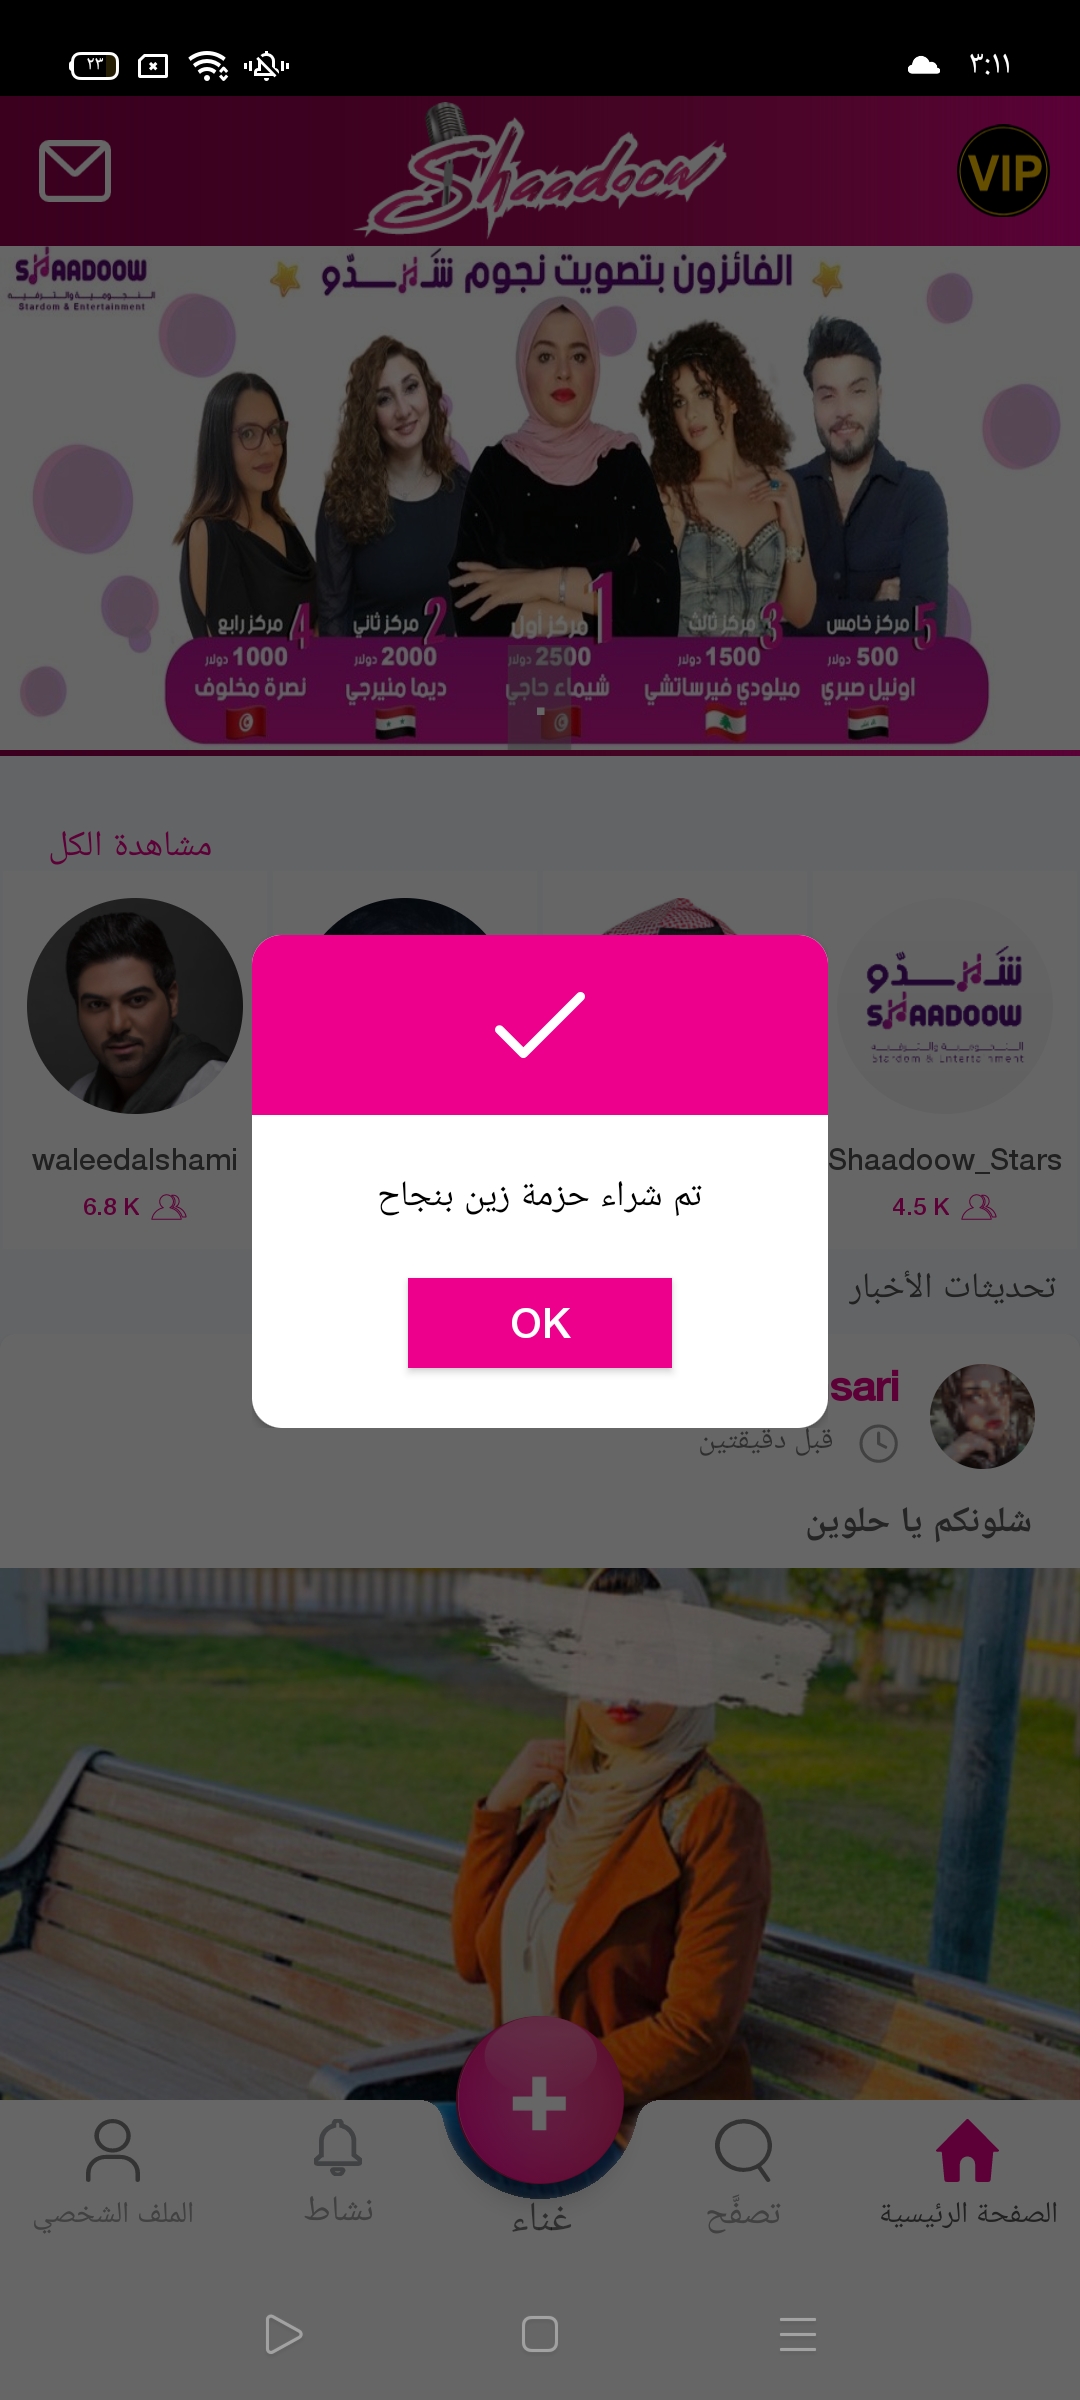 ٢٣
٣:١١
Shaadoow
VIP
SHAADOOW
Stardom & Entertainment
الفائزون بتصويت نجوم شَدّو
مركز رابع 4
مركز ثاني 2
مركز أول 1
مركز ثالث 3
مركز خامس 5
1000 دولار
2000 دولار
2500 دولار
1500 دولار
500 دولار
نصرة مخلوف
ديما منيرجي
شيماء حاجي
ميلودي فيرساتشي
اونيل صبري
مشاهدة الكل
شَدّو
SHAADOOW
Stardom & Entertainment
waleedalshami
6.8 K
Shaadoow_Stars
4.5 K
تم شراء حزمة زين بنجاح
OK
تحديثات الأخبار
sari
قبل دقيقتين
شلونكم يا حلوين
الصفحة الرئيسية
تصفَّح
غناء
نشاط
الملف الشخصي